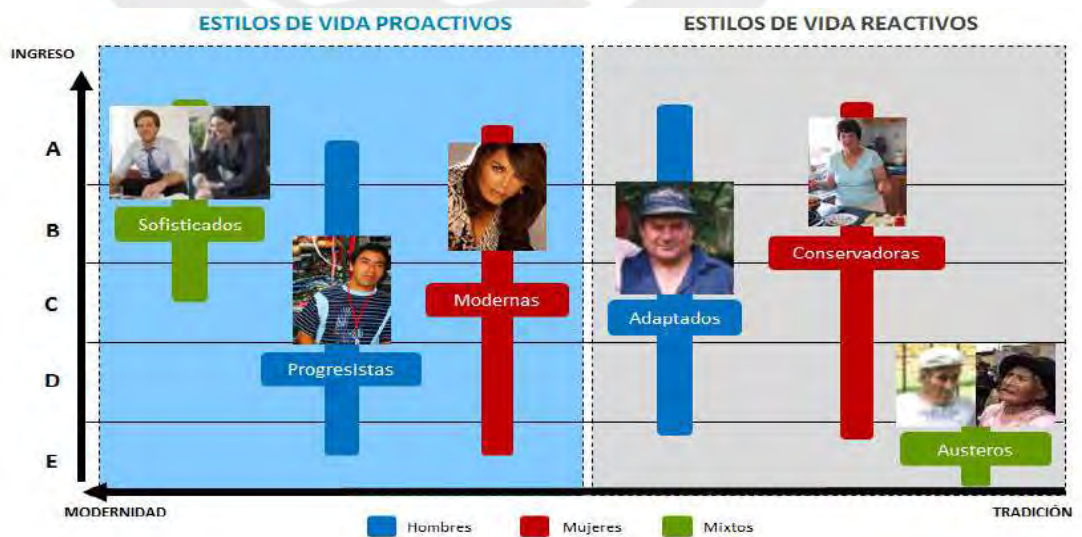 ESTILOS DE VIDA PROACTIVOS
ESTILOS DE VIDA REACTIVOS
INGRESO
A
B
C
D
E
Sofisticados
Progresistas
Modernas
Adaptados
Conservadoras
Austeros
MODERNIDAD
TRADICIÓN
Hombres
Mujeres
Mixtos